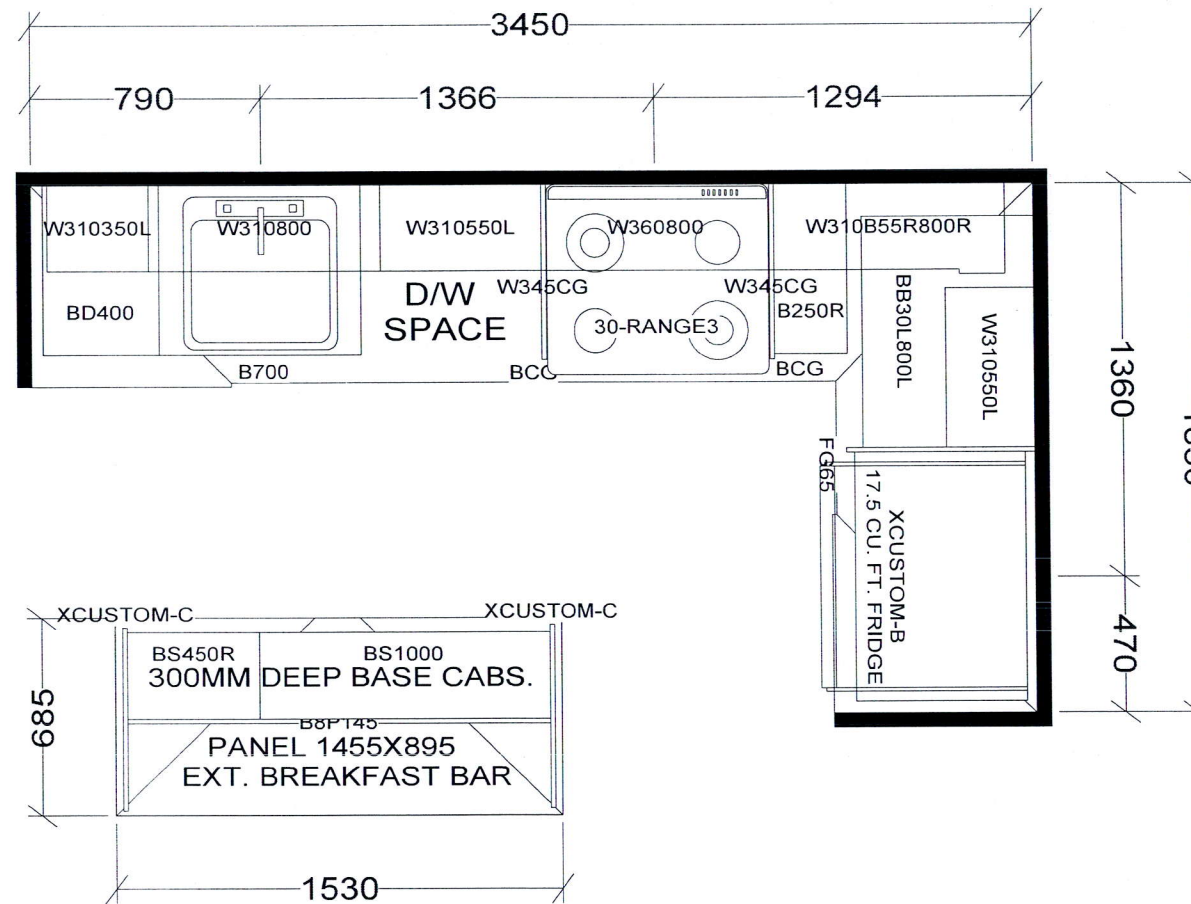 3450
790
1366
1294
W310350L
W310800
W310550L
W360800
W310B55R800R
W345CG
W345CG
BD400
D/W
SPACE
30-RANGE3
B250R
B700
BCG
BCG
BB30L800L
W310550L
1360
FG65
XCUSTOM-B
17.5 CU. FT. FRIDGE
470
XCUSTOM-C
XCUSTOM-C
BS450R
BS1000
300MM DEEP BASE CABS.
685
PANEL 1455X895
EXT. BREAKFAST BAR
1530